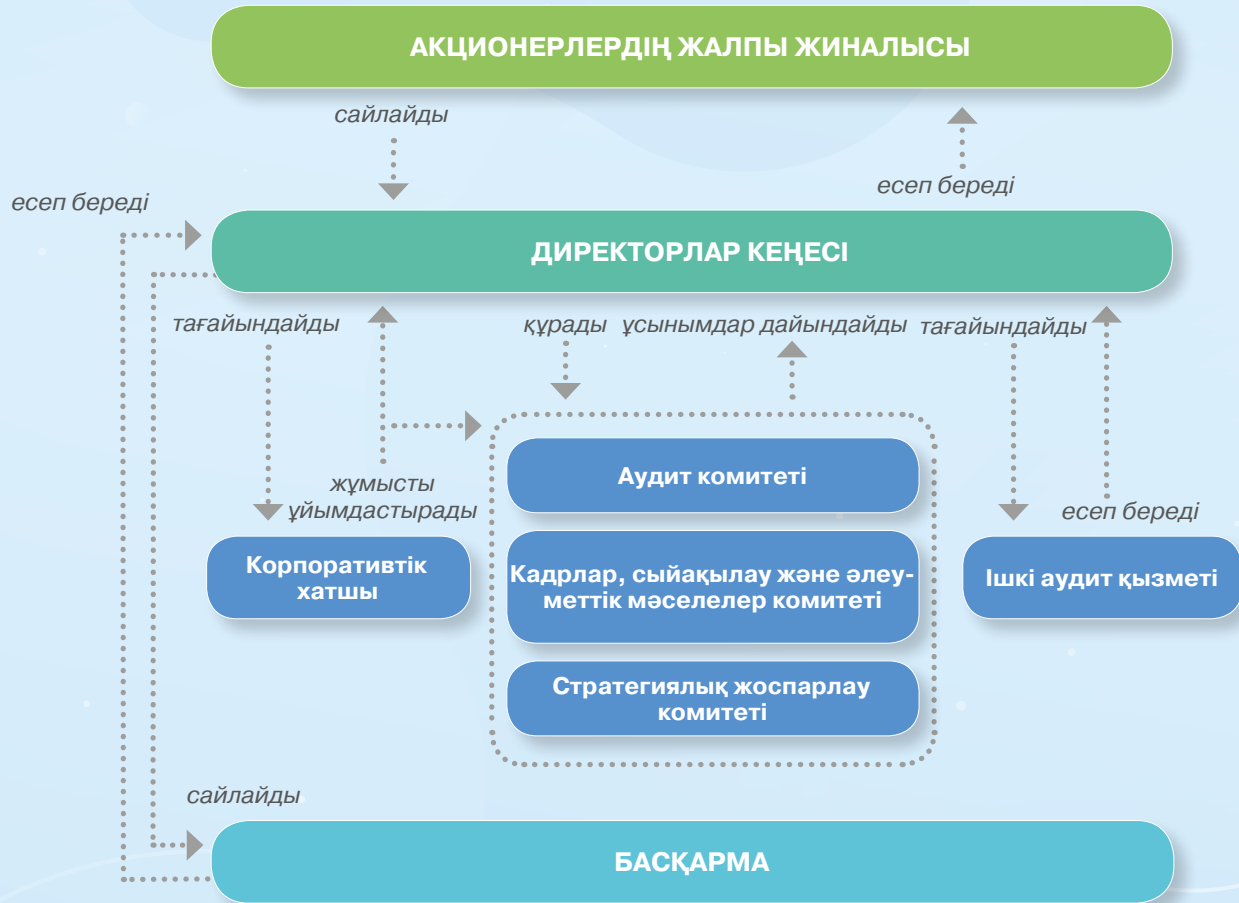 АКЦИОНЕРЛЕРДІҢ ЖАЛПЫ ЖИНАЛЫСЫ
сайлайды
есеп береді
есеп береді
ДИРЕКТОРЛАР КЕҢЕСІ
тағайындайды
құрады
ұсынымдар дайындайды
тағайындайды
Аудит комитеті
жұмысты
ұйымдастырады
есеп береді
Корпоративтік
хатшы
Кадрлар, сыйақылау және әлеу-
меттік мәселелер комитеті
Ішкі аудит қызметі
Стратегиялық жоспарлау
комитеті
сайлайды
БАСҚАРМА